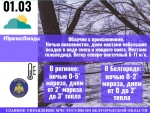 01.03
#ПрогнозПогоды
Облачно с прояснениями.
Ночью повсеместно, днем местами небольшие
осадки в виде снега и мокрого снега. Местами
гололедица. Ветер северо-восточный 6-11 м/с.
В регионе:
ночью 0-5°
мороза, днем
от 2° мороза
до 3° тепла
В Белгороде:
ночью 0-2°
мороза, днем
от 0 до 2°
тепла
ГЛАВНОЕ УПРАВЛЕНИЕ МЧС РОССИИ ПО БЕЛГОРОДСКОЙ ОБЛАСТИ